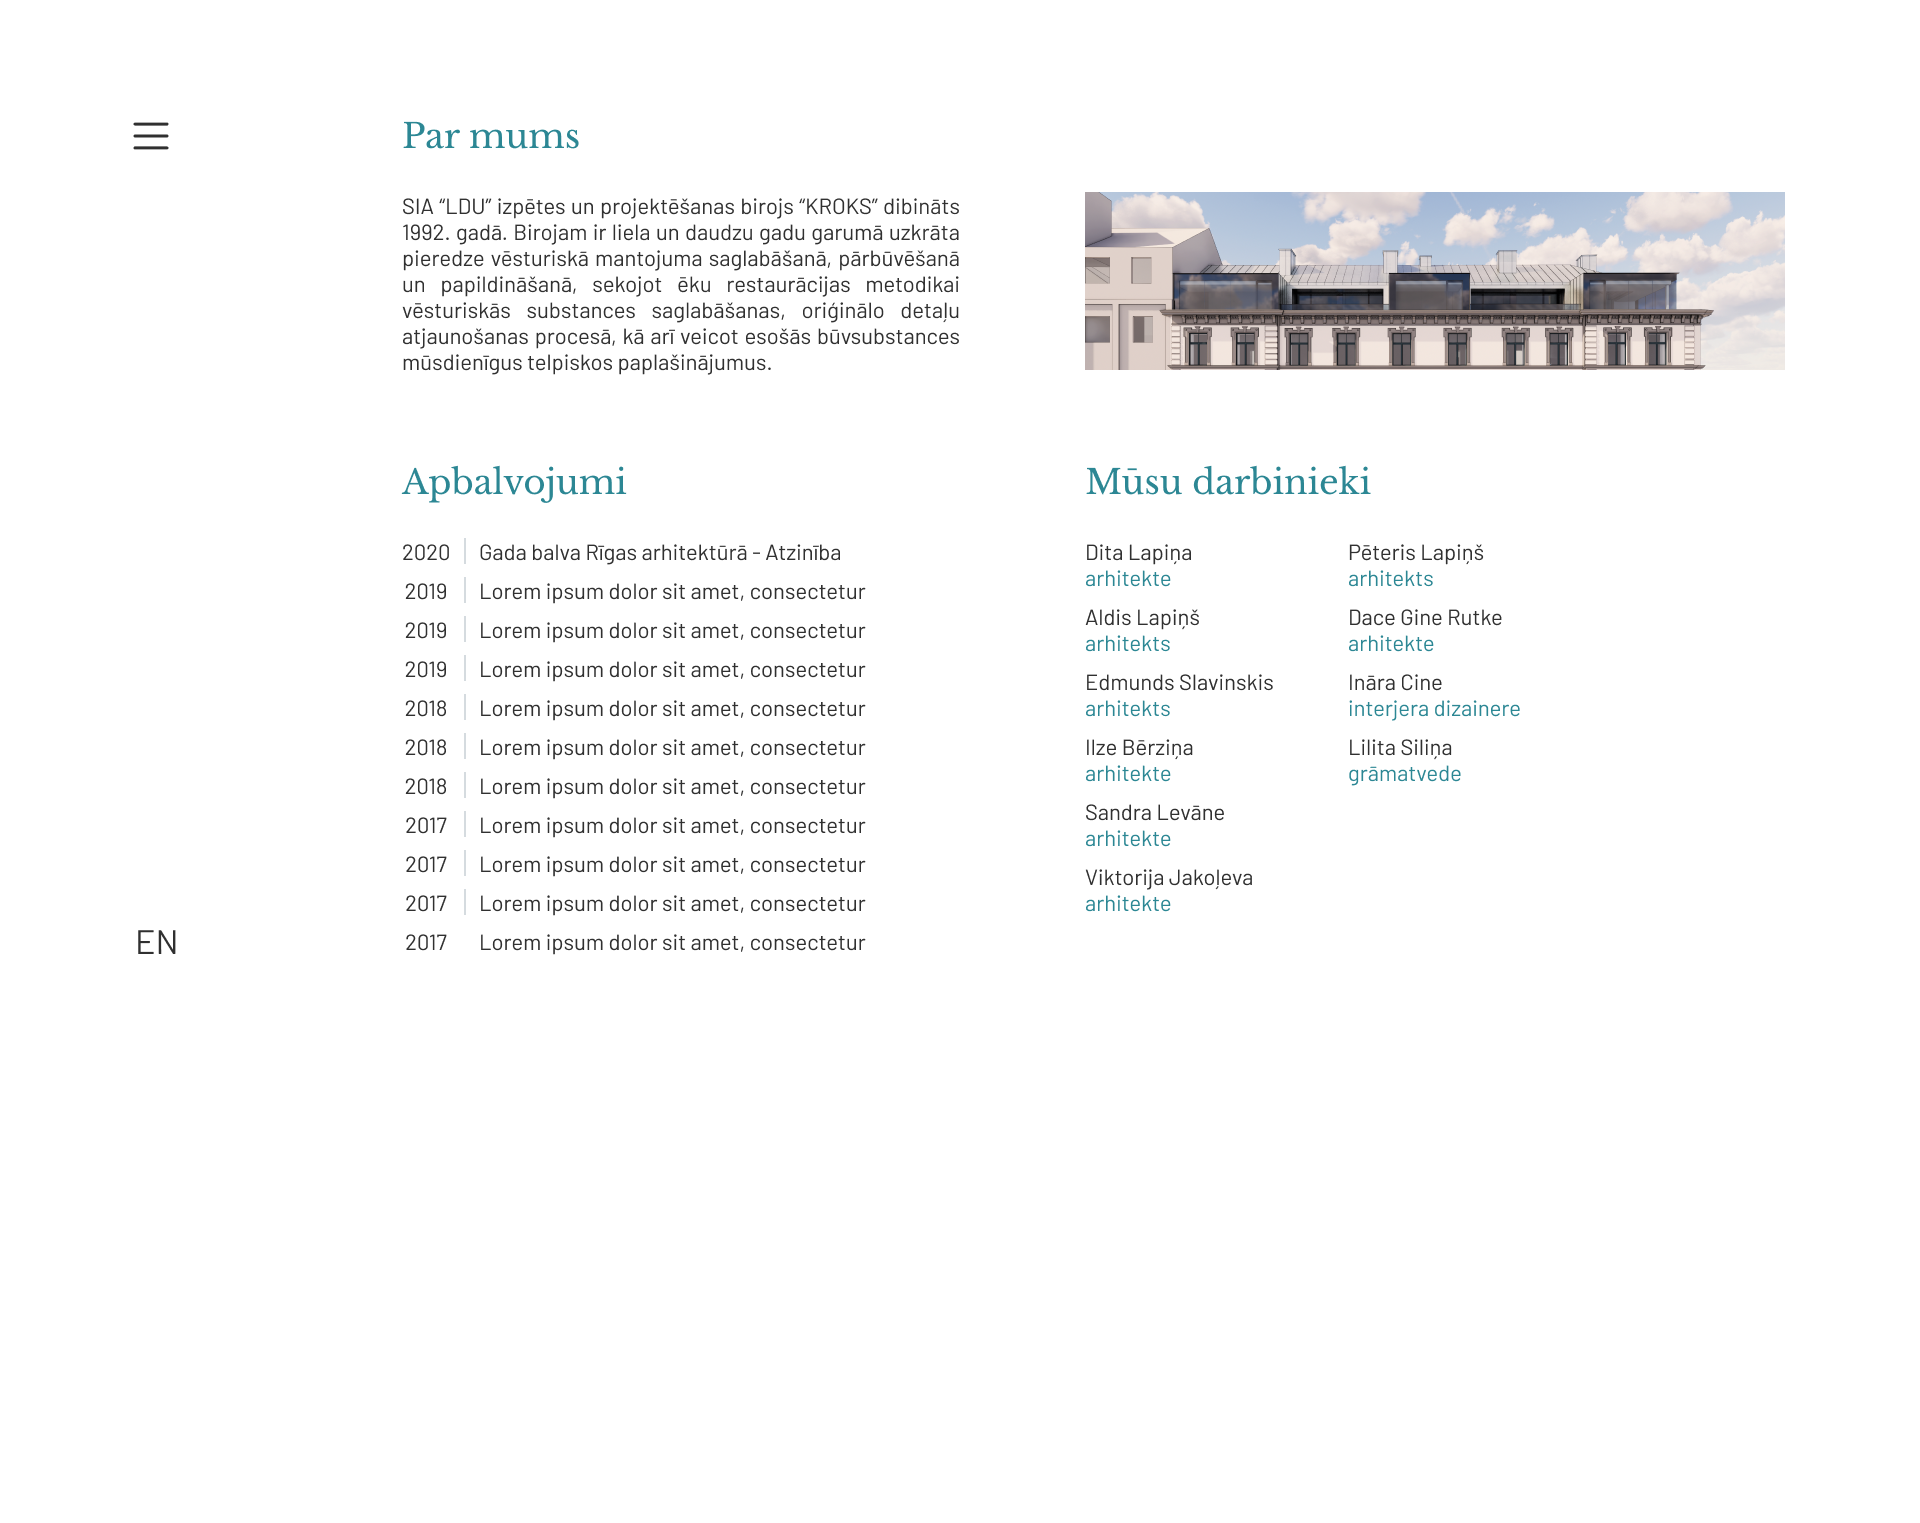 Par mums
SIA “LDU” izpētes un projektēšanas birojs “KROKS” dibināts
1992. gadā. Birojam ir liela un daudzu gadu garumā uzkrāta
pieredze vēsturiskā mantojuma saglabāšanā, pārbūvēšanā
un papildināšanā, sekojot ēku restaurācijas metodikai
vēsturiskās substances saglabāšanas, oriģinālo detaļu
atjaunošanas procesā, kā arī veicot esošās būvsubstances
mūsdienīgus telpiskos paplašinājumus.
Apbalvojumi
2020 Gada balva Rīgas arhitektūrā - Atzinība
2019 Lorem ipsum dolor sit amet, consectetur
2019 Lorem ipsum dolor sit amet, consectetur
2019 Lorem ipsum dolor sit amet, consectetur
2018 Lorem ipsum dolor sit amet, consectetur
2018 Lorem ipsum dolor sit amet, consectetur
2018 Lorem ipsum dolor sit amet, consectetur
2017 Lorem ipsum dolor sit amet, consectetur
2017 Lorem ipsum dolor sit amet, consectetur
2017 Lorem ipsum dolor sit amet, consectetur
2017 Lorem ipsum dolor sit amet, consectetur
Mūsu darbinieki
Dita Lapiņa
arhitekte
Aldis Lapiņš
arhitekts
Edmunds Slavinskis
arhitekts
Ilze Bērziņa
arhitekte
Sandra Levāne
arhitekte
Viktorija Jakoļeva
arhitekte
Pēteris Lapiņš
arhitekts
Dace Gine Rutke
arhitekte
Ināra Cine
interjera dizainere
Lilita Siliņa
grāmatvede
EN